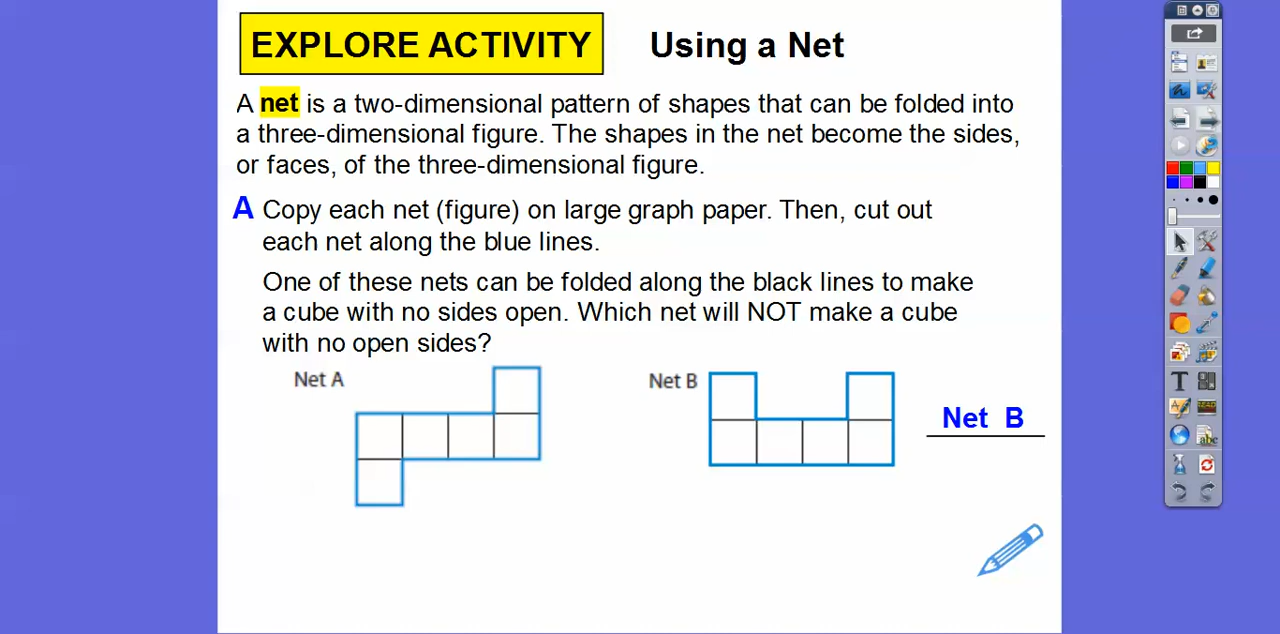 EXPLORE ACTIVITY Using a Net
A net is a two-dimensional pattern of shapes that can be folded into
a three-dimensional figure. The shapes in the net become the sides,
or faces, of the three-dimensional figure.
A Copy each net (figure) on large graph paper. Then, cut out
each net along the blue lines.
One of these nets can be folded along the black lines to make
a cube with no sides open. Which net will NOT make a cube
with no open sides?
Net A
Net B
Net B